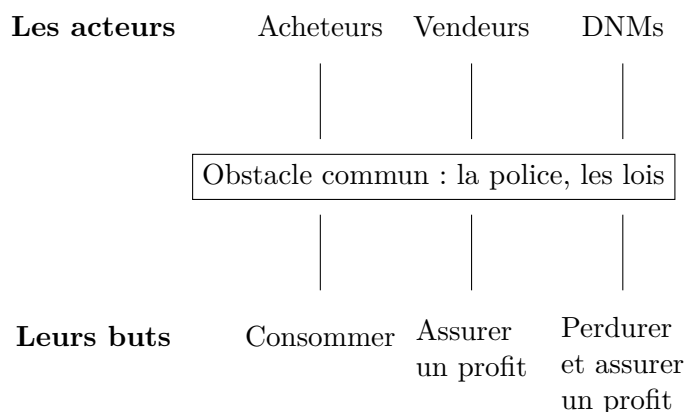 Les acteurs Acheteurs Vendeurs DNMs
Obstacle commun : la police, les lois
Leurs buts Consommer
Assurer
un profit
Perdurer
et assurer
un profit